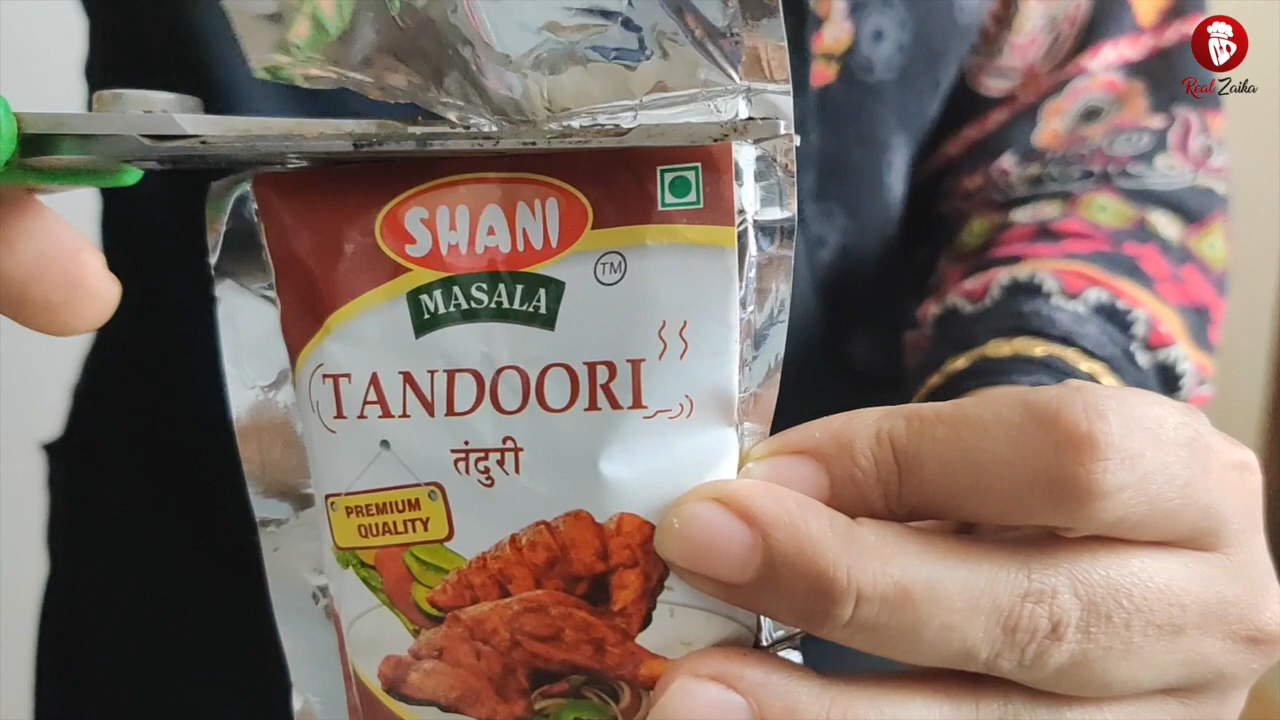 Real Zaika
SHANI
TM
MASALA
TANDOORI
तंदुरी
PREMIUM
QUALITY